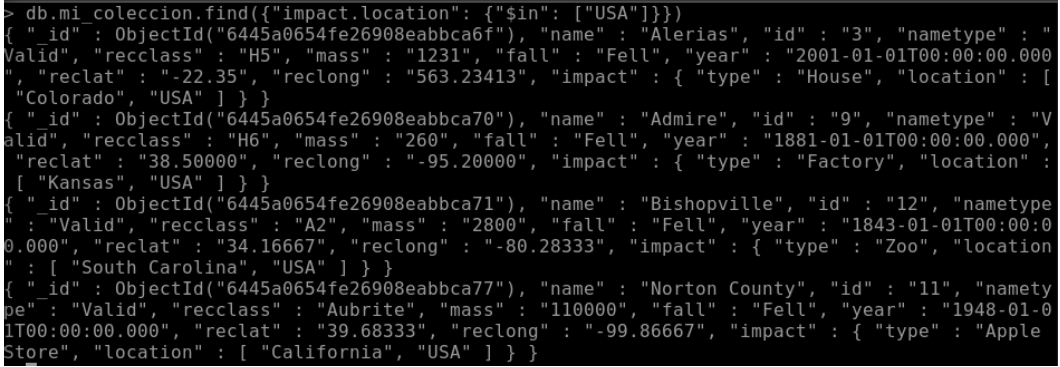 > db.mi_coleccion.find({"impact.location": {"$in": ["USA"]}})
{ "_id" : ObjectId("6445a0654fe26908eabbca6f"), "name" : "Alerias", "id" : "3", "nametype" : "
Valid", "recclass" : "H5", "mass" : "1231", "fall" : "Fell", "year" : "2001-01-01T00:00:00.000
", "reclat" : "-22.35", "reclong" : "563.23413", "impact" : { "type" : "House", "location" : [
 "Colorado", "USA" ] } }
{ "_id" : ObjectId("6445a0654fe26908eabbca70"), "name" : "Admire", "id" : "9", "nametype" : "V
alid", "recclass" : "H6", "mass" : "260", "fall" : "Fell", "year" : "1881-01-01T00:00:00.000",
 "reclat" : "38.50000", "reclong" : "-95.20000", "impact" : { "type" : "Factory", "location" :
 [ "Kansas", "USA" ] } }
{ "_id" : ObjectId("6445a0654fe26908eabbca71"), "name" : "Bishopville", "id" : "12", "nametype
" : "Valid", "recclass" : "A2", "mass" : "2800", "fall" : "Fell", "year" : "1843-01-01T00:00:0
0.000", "reclat" : "34.16667", "reclong" : "-80.28333", "impact" : { "type" : "Zoo", "location
" : [ "South Carolina", "USA" ] } }
{ "_id" : ObjectId("6445a0654fe26908eabbca77"), "name" : "Norton County", "id" : "11", "namety
pe" : "Valid", "recclass" : "Aubrite", "mass" : "110000", "fall" : "Fell", "year" : "1948-01-0
1T00:00:00.000", "reclat" : "39.68333", "reclong" : "-99.86667", "impact" : { "type" : "Apple 
Store", "location" : [ "California", "USA" ] } }